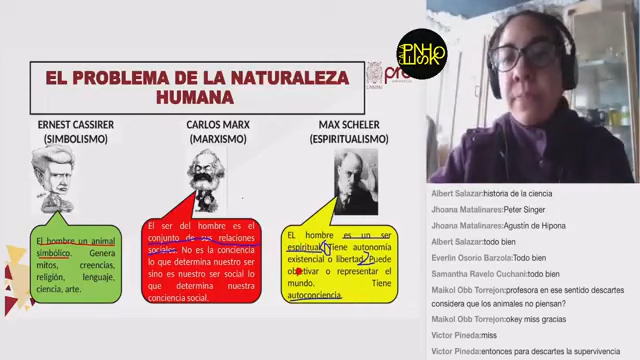 EL PROBLEMA DE LA NATURALEZA
HUMANA
ERNEST CASSIRER
(SIMBOLISMO)
El hombre un animal
simbólico. Genera
mitos, creencias,
religión, lenguaje,
ciencia, arte.
CARLOS MARX
(MARXISMO)
El ser del hombre es el
conjunto de sus relaciones
sociales. No es la conciencia
lo que determina nuestro ser
sino es nuestro ser social lo
que determina nuestra
conciencia social.
MAX SCHELER
(ESPIRITUALISMO)
EL hombre es un ser
espiritual. Tiene autonomía
existencial o libertad. Puede
objetivar o representar el
mundo. Tiene
autoconciencia.
Albert Salazar:historia de la ciencia
Jhoana Matalinares:Peter Singer
Jhoana Matalinares:Agustín de Hipona
Albert Salazar:todo bien
Everlin Osorio Barzola:Todo bien
Samantha Ravelo Cuchani:todo bien
Maikol Obb Torrejon:profesora en ese sentido descartes
considera que los animales no piensan?
Maikol Obb Torrejon:okey miss gracias
Victor Pineda:miss
Victor Pineda:entonces para descartes la supervivencia